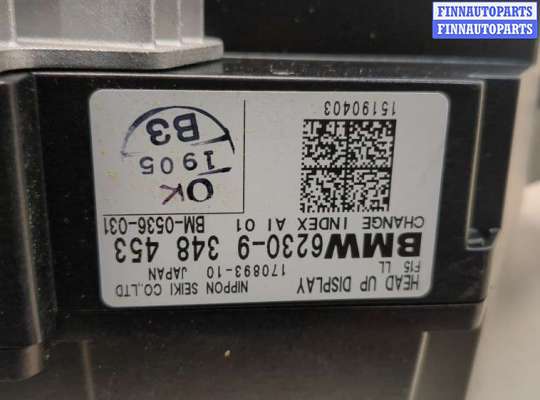 FINNAUTOPARTS
FINNAUTOPARTS
HEAD UP DISPLAY
NIPPON SEIKI CO.,LTD
F15 LL
170893-10 JAPAN
BMW 6230-9 348 453
CHANGE INDEX AI 01
BM-0536-031
OK
1905
B3
15190403